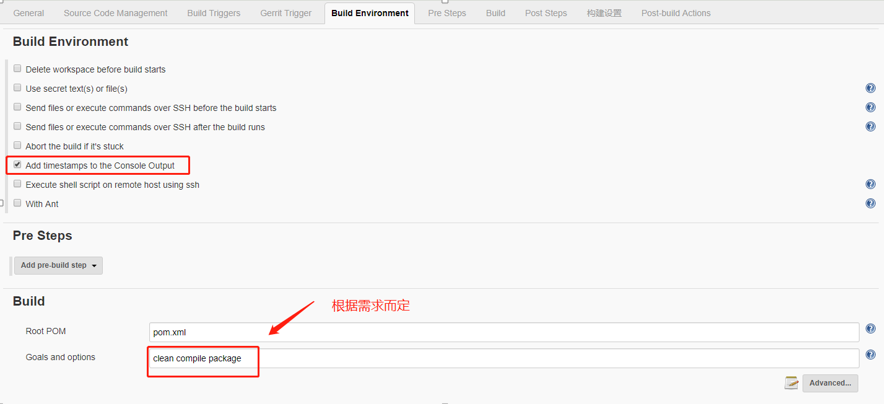 General Source Code Management Build Triggers Gerrit Trigger Build Environment Pre Steps Build Post Steps 构建设置 Post-build Actions
Build Environment
Delete workspace before build starts
Use secret text(s) or file(s)
Send files or execute commands over SSH before the build starts
Send files or execute commands over SSH after the build runs
Abort the build if it's stuck
Add timestamps to the Console Output
Execute shell script on remote host using ssh
With Ant
Pre Steps
Add pre-build step
Build
根据需求而定
Root POM pom.xml
Goals and options clean compile package
Advanced...